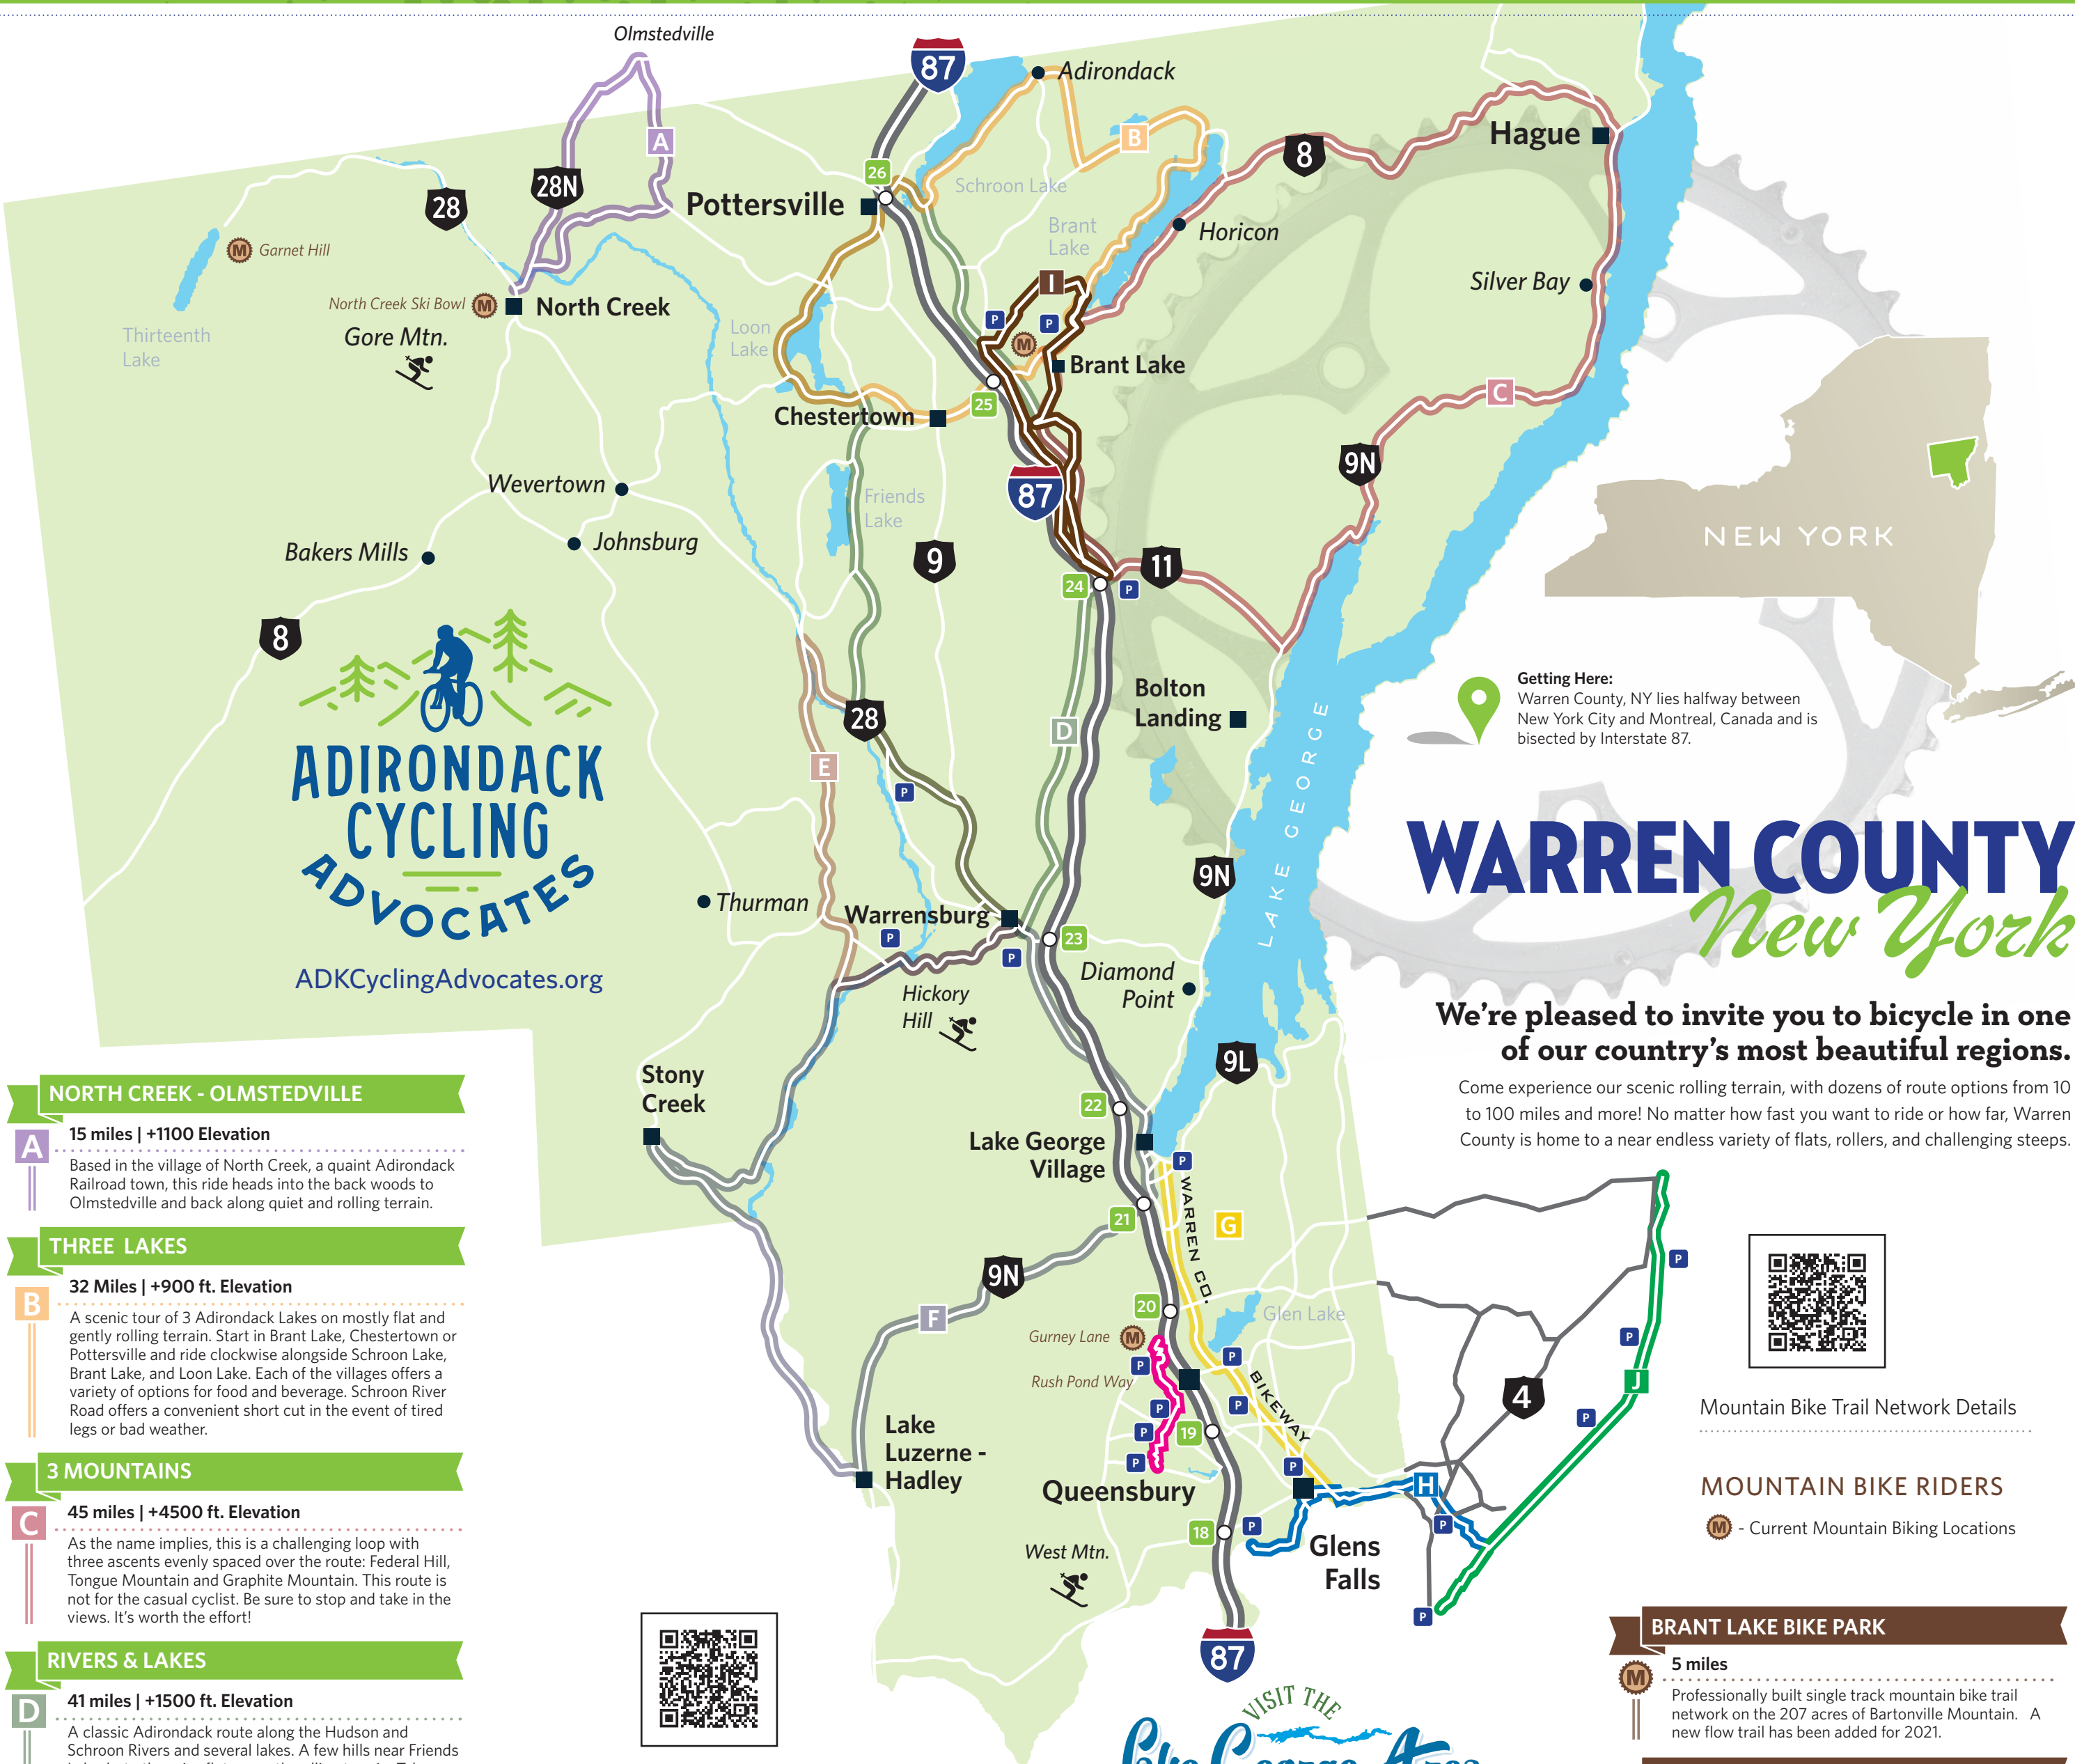 Olmstedville
87
Adirondack
A
B
Hague
8
28N
28
26
Pottersville
Schroon Lake
Brant
Lake
Horicon
M
Garnet Hill
I
Silver Bay
North Creek Ski Bowl
M
North Creek
Gore Mtn.
Thirteenth
Lake
Loon
Lake
P
P
M
Brant Lake
25
C
Chestertown
9N
87
Wevertown
Friends
Lake
NEW YORK
Bakers Mills
Johnsburg
9
11
24
P
8
ADIRONDACK
CYCLING
ADVOCATES
ADKCyclingAdvocates.org
28
Bolton
Landing
D
E
P
LAKE GEORGE
Getting Here:
Warren County, NY lies halfway between
New York City and Montreal, Canada and is
bisected by Interstate 87.
WARREN COUNTY
New York
9N
Thurman
Warrensburg
P
P
23
Diamond
Point
Hickory
Hill
We're pleased to invite you to bicycle in one
of our country's most beautiful regions.
Come experience our scenic rolling terrain, with dozens of route options from 10
to 100 miles and more! No matter how fast you want to ride or how far, Warren
County is home to a near endless variety of flats, rollers, and challenging steeps.
9L
Stony
Creek
22
Lake George
Village
P
WARREN CO.
BIKEWAY
G
21
9N
F
20
Glen Lake
Gurney Lane
M
P
Rush Pond Way
P
P
P
19
P
P
P
Queensbury
Lake
Luzerne -
Hadley
H
P
18
P
Glens
Falls
West Mtn.
87
4
J
P
P
P
P
NORTH CREEK - OLMSTEDVILLE
A
15 miles | +1100 Elevation
Based in the village of North Creek, a quaint Adirondack
Railroad town, this ride heads into the back woods to
Olmstedville and back along quiet and rolling terrain.
THREE LAKES
B
32 Miles | +900 ft. Elevation
A scenic tour of 3 Adirondack Lakes on mostly flat and
gently rolling terrain. Start in Brant Lake, Chestertown or
Pottersville and ride clockwise alongside Schroon Lake,
Brant Lake, and Loon Lake. Each of the villages offers a
variety of options for food and beverage. Schroon River
Road offers a convenient short cut in the event of tired
legs or bad weather.
3 MOUNTAINS
C
45 miles | +4500 ft. Elevation
As the name implies, this is a challenging loop with
three ascents evenly spaced over the route: Federal Hill,
Tongue Mountain and Graphite Mountain. This route is
not for the casual cyclist. Be sure to stop and take in the
views. It's worth the effort!
RIVERS & LAKES
D
41 miles | +1500 ft. Elevation
A classic Adirondack route along the Hudson and
Schroon Rivers and several lakes. A few hills near Friends
Mountain Bike Trail Network Details
MOUNTAIN BIKE RIDERS
M - Current Mountain Biking Locations
BRANT LAKE BIKE PARK
M
5 miles
Professionally built single track mountain bike trail
network on the 207 acres of Bartonville Mountain. A
new flow trail has been added for 2021.
VISIT THE
Lake George Area